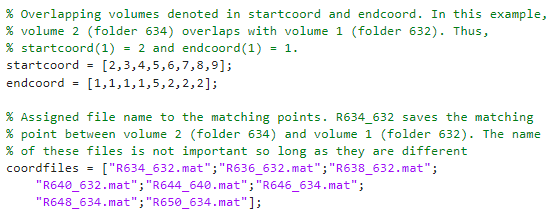 % Overlapping volumes denoted in startcoord and endcoord. In this example,
% volume 2 (folder 634) overlaps with volume 1 (folder 632). Thus,
% startcoord(1) = 2 and endcoord(1) = 1.
startcoord = [2,3,4,5,6,7,8,9];
endcoord = [1,1,1,1,5,2,2,2];

% Assigned file name to the matching points. R634_632 saves the matching
% point between volume 2 (folder 634) and volume 1 (folder 632). The name
% of these files is not important so long as they are different
coordfiles = ["R634_632.mat";"R636_632.mat";"R638_632.mat";
    "R640_632.mat";"R644_640.mat";"R646_634.mat";
    "R648_634.mat";"R650_634.mat"];